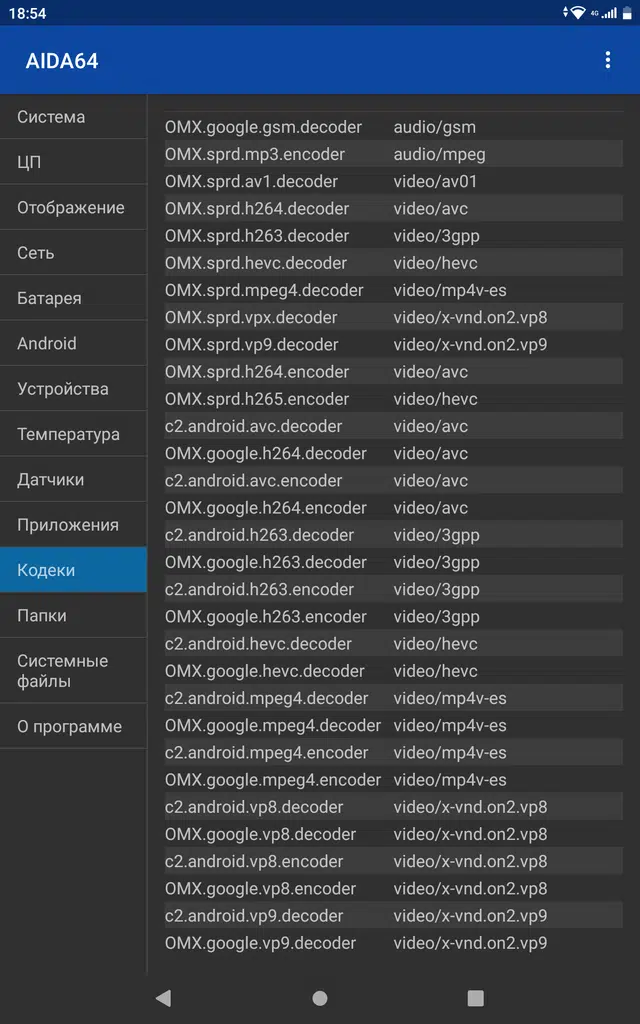 18:54
4G
AIDA64
Система
ЦП
Отображение
Сеть
Батарея
Android
Устройства
Температура
Датчики
Приложения
Кодеки
Папки
Системные
файлы
О программе
OMX.google.gsm.decoder audio/gsm
OMX.sprd.mp3.encoder audio/mpeg
OMX.sprd.av1.decoder video/av01
OMX.sprd.h264.decoder video/avc
OMX.sprd.h263.decoder video/3gpp
OMX.sprd.hevc.decoder video/hevc
OMX.sprd.mpeg4.decoder video/mp4v-es
OMX.sprd.vpx.decoder video/x-vnd.on2.vp8
OMX.sprd.vp9.decoder video/x-vnd.on2.vp9
OMX.sprd.h264.encoder video/avc
OMX.sprd.h265.encoder video/hevc
c2.android.avc.decoder video/avc
OMX.google.h264.decoder video/avc
c2.android.avc.encoder video/avc
OMX.google.h264.encoder video/avc
c2.android.h263.decoder video/3gpp
OMX.google.h263.decoder video/3gpp
c2.android.h263.encoder video/3gpp
OMX.google.h263.encoder video/3gpp
c2.android.hevc.decoder video/hevc
OMX.google.hevc.decoder video/hevc
c2.android.mpeg4.decoder video/mp4v-es
OMX.google.mpeg4.decoder video/mp4v-es
c2.android.mpeg4.encoder video/mp4v-es
OMX.google.mpeg4.encoder video/mp4v-es
c2.android.vp8.decoder video/x-vnd.on2.vp8
OMX.google.vp8.decoder video/x-vnd.on2.vp8
c2.android.vp8.encoder video/x-vnd.on2.vp8
OMX.google.vp8.encoder video/x-vnd.on2.vp8
c2.android.vp9.decoder video/x-vnd.on2.vp9
OMX.google.vp9.decoder video/x-vnd.on2.vp9